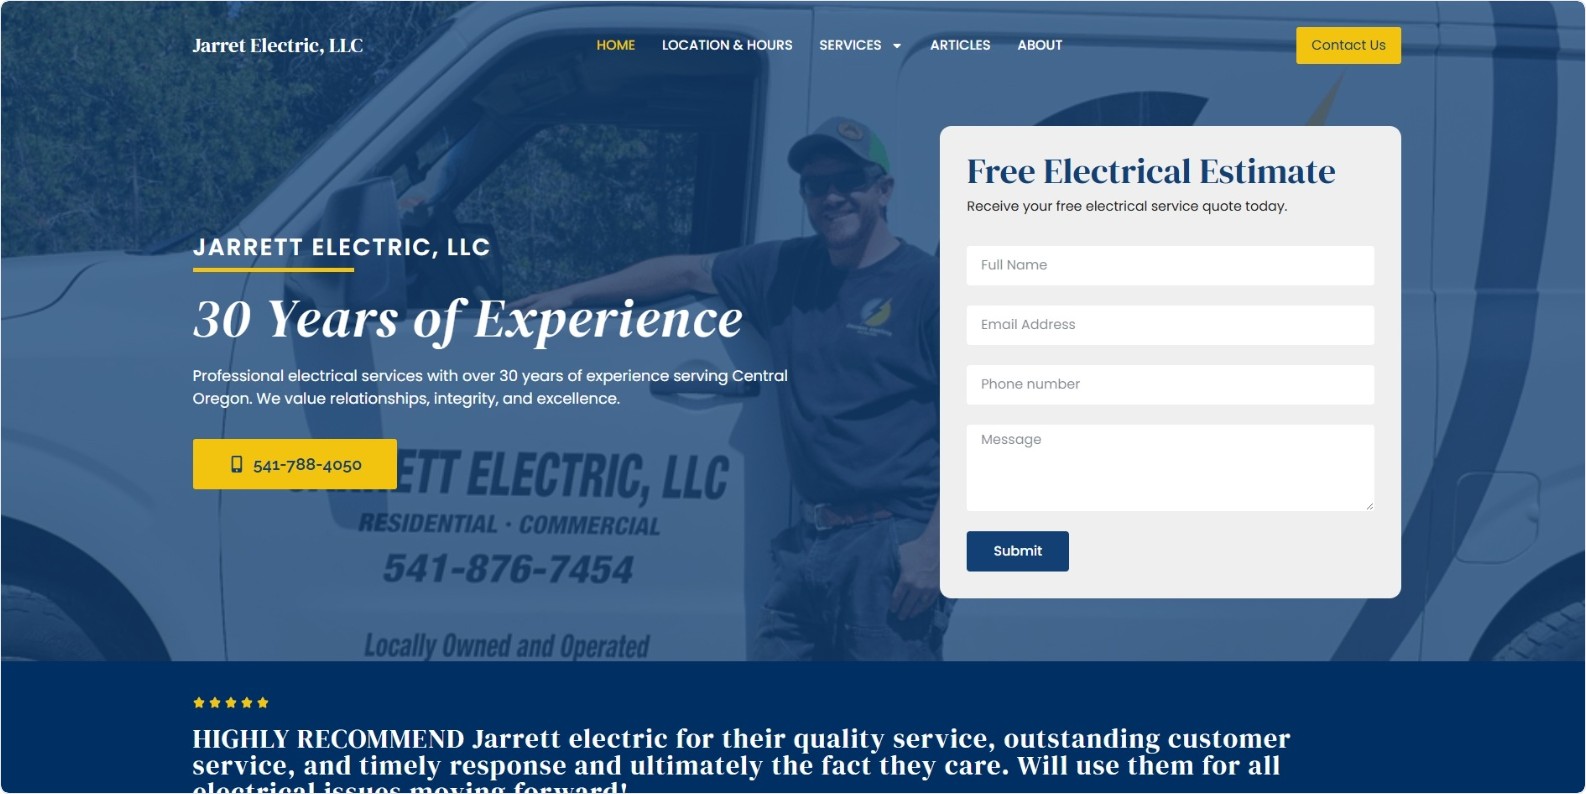 Jarret Electric, LLC
HOME LOCATION & HOURS SERVICES ARTICLES ABOUT
Contact Us
JARRETT ELECTRIC, LLC
30 Years of Experience
Professional electrical services with over 30 years of experience serving Central
Oregon. We value relationships, integrity, and excellence.
541-788-4050
ETT ELECTRIC, LLC
RESIDENTIAL · COMMERCIAL
541-876-7454
Locally Owned and Operated
Free Electrical Estimate
Receive your free electrical service quote today.
Full Name
Email Address
Phone number
Message
Submit
HIGHLY RECOMMEND Jarrett electric for their quality service, outstanding customer
service, and timely response and ultimately the fact they care. Will use them for all
electrical issues moving forward!